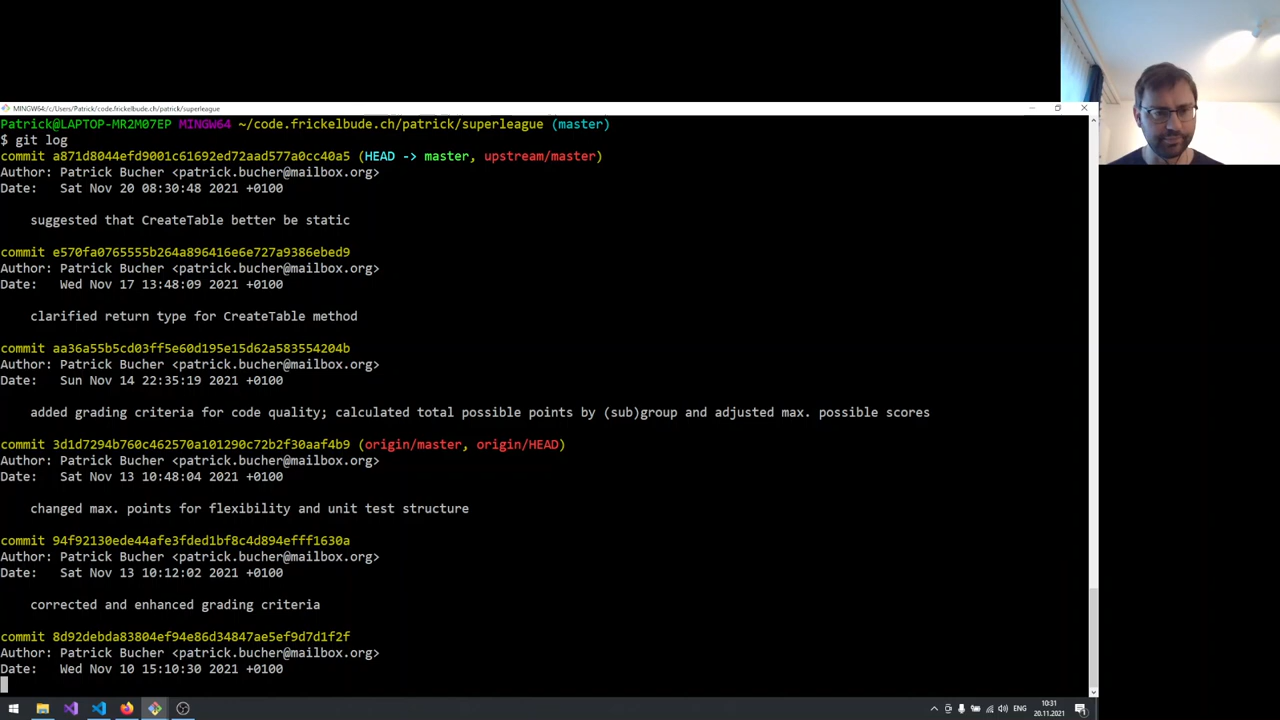 MINGW64:/c/Users/Patrick/code.frickelbude.ch/patrick/superleague
Patrick@LAPTOP-MR2M07EP MINGW64 ~/code.frickelbude.ch/patrick/superleague (master)
$ git log
commit a871d8044efd9001c61692ed72aad577a0cc40a5 (HEAD -> master, upstream/master)
Author: Patrick Bucher <patrick.bucher@mailbox.org>
Date:   Sat Nov 20 08:30:48 2021 +0100
suggested that CreateTable better be static
commit e570fa0765555b264a896416e6e727a9386ebed9
Author: Patrick Bucher <patrick.bucher@mailbox.org>
Date:   Wed Nov 17 13:48:09 2021 +0100
clarified return type for CreateTable method
commit aa36a55b5cd03ff5e60d195e15d62a583554204b
Author: Patrick Bucher <patrick.bucher@mailbox.org>
Date:   Sun Nov 14 22:35:19 2021 +0100
added grading criteria for code quality; calculated total possible points by (sub)group and adjusted max. possible scores
commit 3d1d7294b760c462570a101290c72b2f30aaf4b9 (origin/master, origin/HEAD)
Author: Patrick Bucher <patrick.bucher@mailbox.org>
Date:   Sat Nov 13 10:48:04 2021 +0100
changed max. points for flexibility and unit test structure
commit 94f92130ede44afe3fded1bf8c4d894efff1630a
Author: Patrick Bucher <patrick.bucher@mailbox.org>
Date:   Sat Nov 13 10:12:02 2021 +0100
corrected and enhanced grading criteria
commit 8d92debda83804ef94e86d34847ae5ef9d7d1f2f
Author: Patrick Bucher <patrick.bucher@mailbox.org>
Date:   Wed Nov 10 15:10:30 2021 +0100
ENG
10:31
20.11.2021